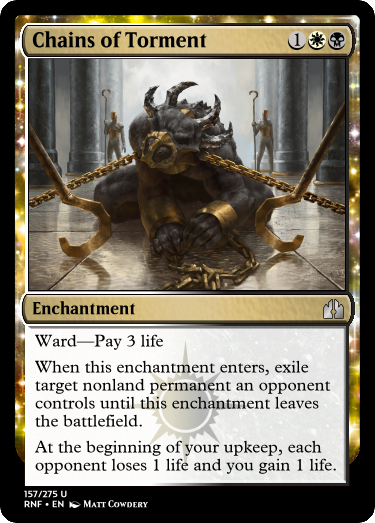 Chains of Torment 1
Enchantment
Ward—Pay 3 life
When this enchantment enters, exile
target nonland permanent an opponent
controls until this enchantment leaves
the battlefield.
At the beginning of your upkeep, each
opponent loses 1 life and you gain 1 life.
157/275 U
RNF • EN Matt Cowdery